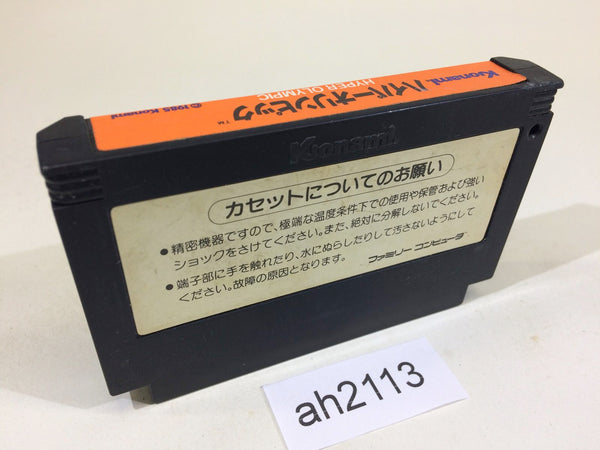 Konami ハイパーオリンピック™
HYPER OLYMPIC
©1985 Konami
Konami
カセットについてのお願い
●精密機器ですので、極端な温度条件下での使用や保管および強い
ショックをさけてください。また、絶対に分解しないでください。
●端子部に手を触れたり、水にぬらしたりして汚さないようにして
ください。故障の原因となります。
ファミリー コンピュータ™
ah2113